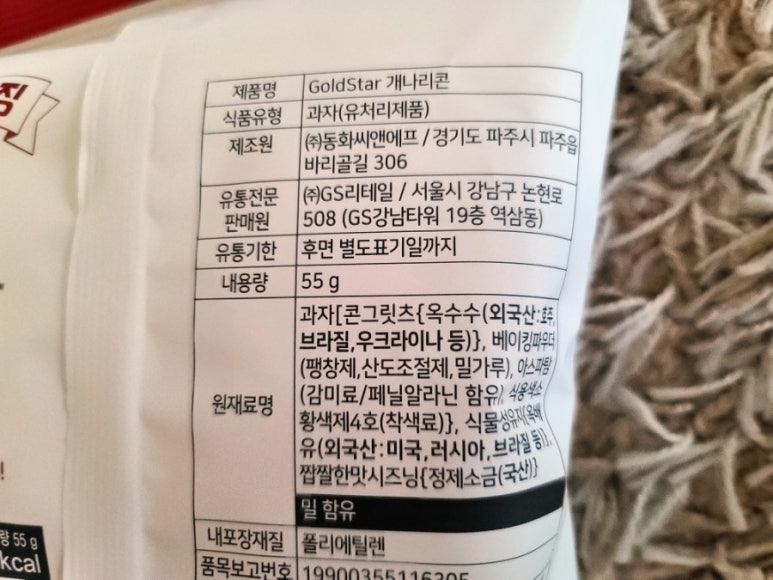 제품명 GoldStar 개나리콘
식품유형 과자(유처리제품)
제조원 ㈜동화씨앤에프 / 경기도 파주시 파주읍
바리골길 306
유통전문 ㈜GS리테일 / 서울시 강남구 논현로
판매원 508 (GS강남타워 19층 역삼동)
유통기한 후면 별도표기일까지
내용량 55 g
과자[콘그릿츠{옥수수(외국산:호주,
브라질,우크라이나 등)}, 베이킹파우더
(팽창제,산도조절제,밀가루), 아스파탐
원재료명 (감미료/페닐알라닌 함유), 식용색소
황색제4호(착색료)}, 식물성유지{옥배
유(외국산:미국,러시아,브라질 등)},
짭짤한맛시즈닝{정제소금(국산)}
밀 함유
내포장재질 폴리에틸렌
품목보고번호 19900355116305
량 55 g
kcal